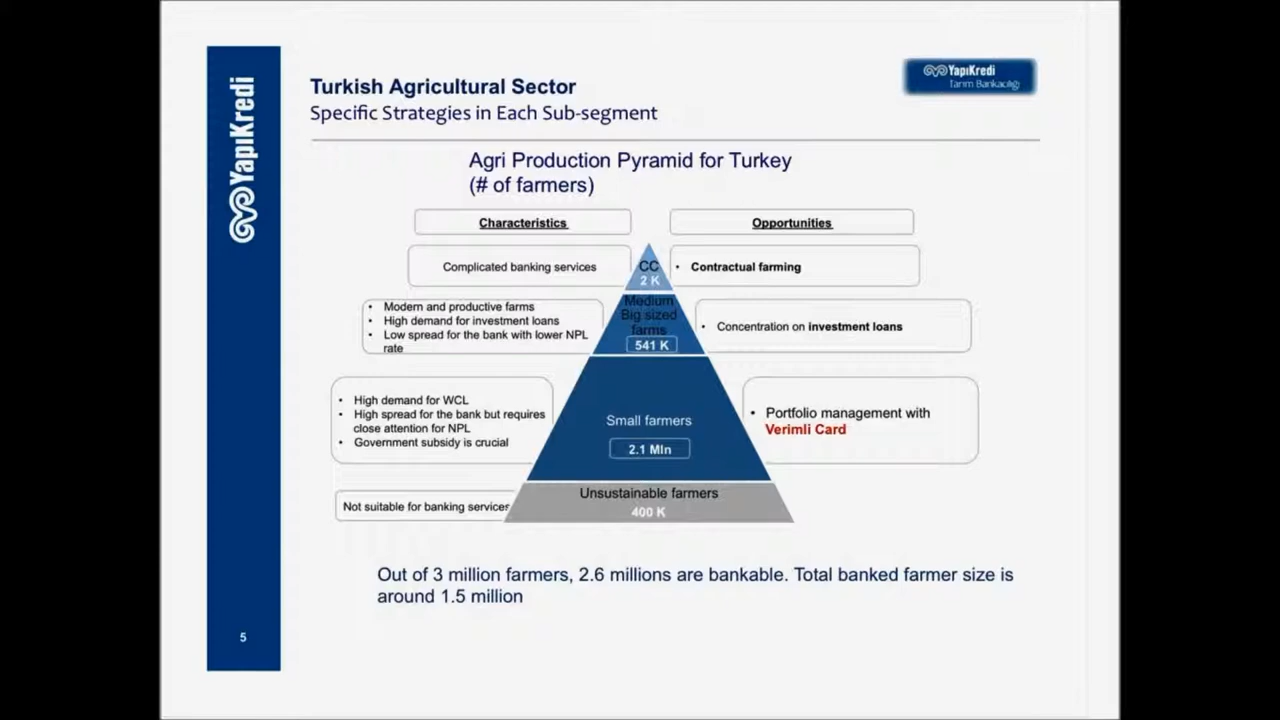 YapıKredi
YapıKredi
Tarım Bankacılığı
Turkish Agricultural Sector
Specific Strategies in Each Sub-segment
Agri Production Pyramid for Turkey
(# of farmers)
Characteristics
Opportunities
Complicated banking services
CC
2 K
• Contractual farming
• Modern and productive farms
• High demand for investment loans
• Low spread for the bank with lower NPL
rate
Medium
Big sized
farms
541 K
• Concentration on investment loans
• High demand for WCL
• High spread for the bank but requires
close attention for NPL
• Government subsidy is crucial
Small farmers
2.1 Mln
• Portfolio management with
Verimli Card
Not suitable for banking services
Unsustainable farmers
400 K
Out of 3 million farmers, 2.6 millions are bankable. Total banked farmer size is
around 1.5 million
5